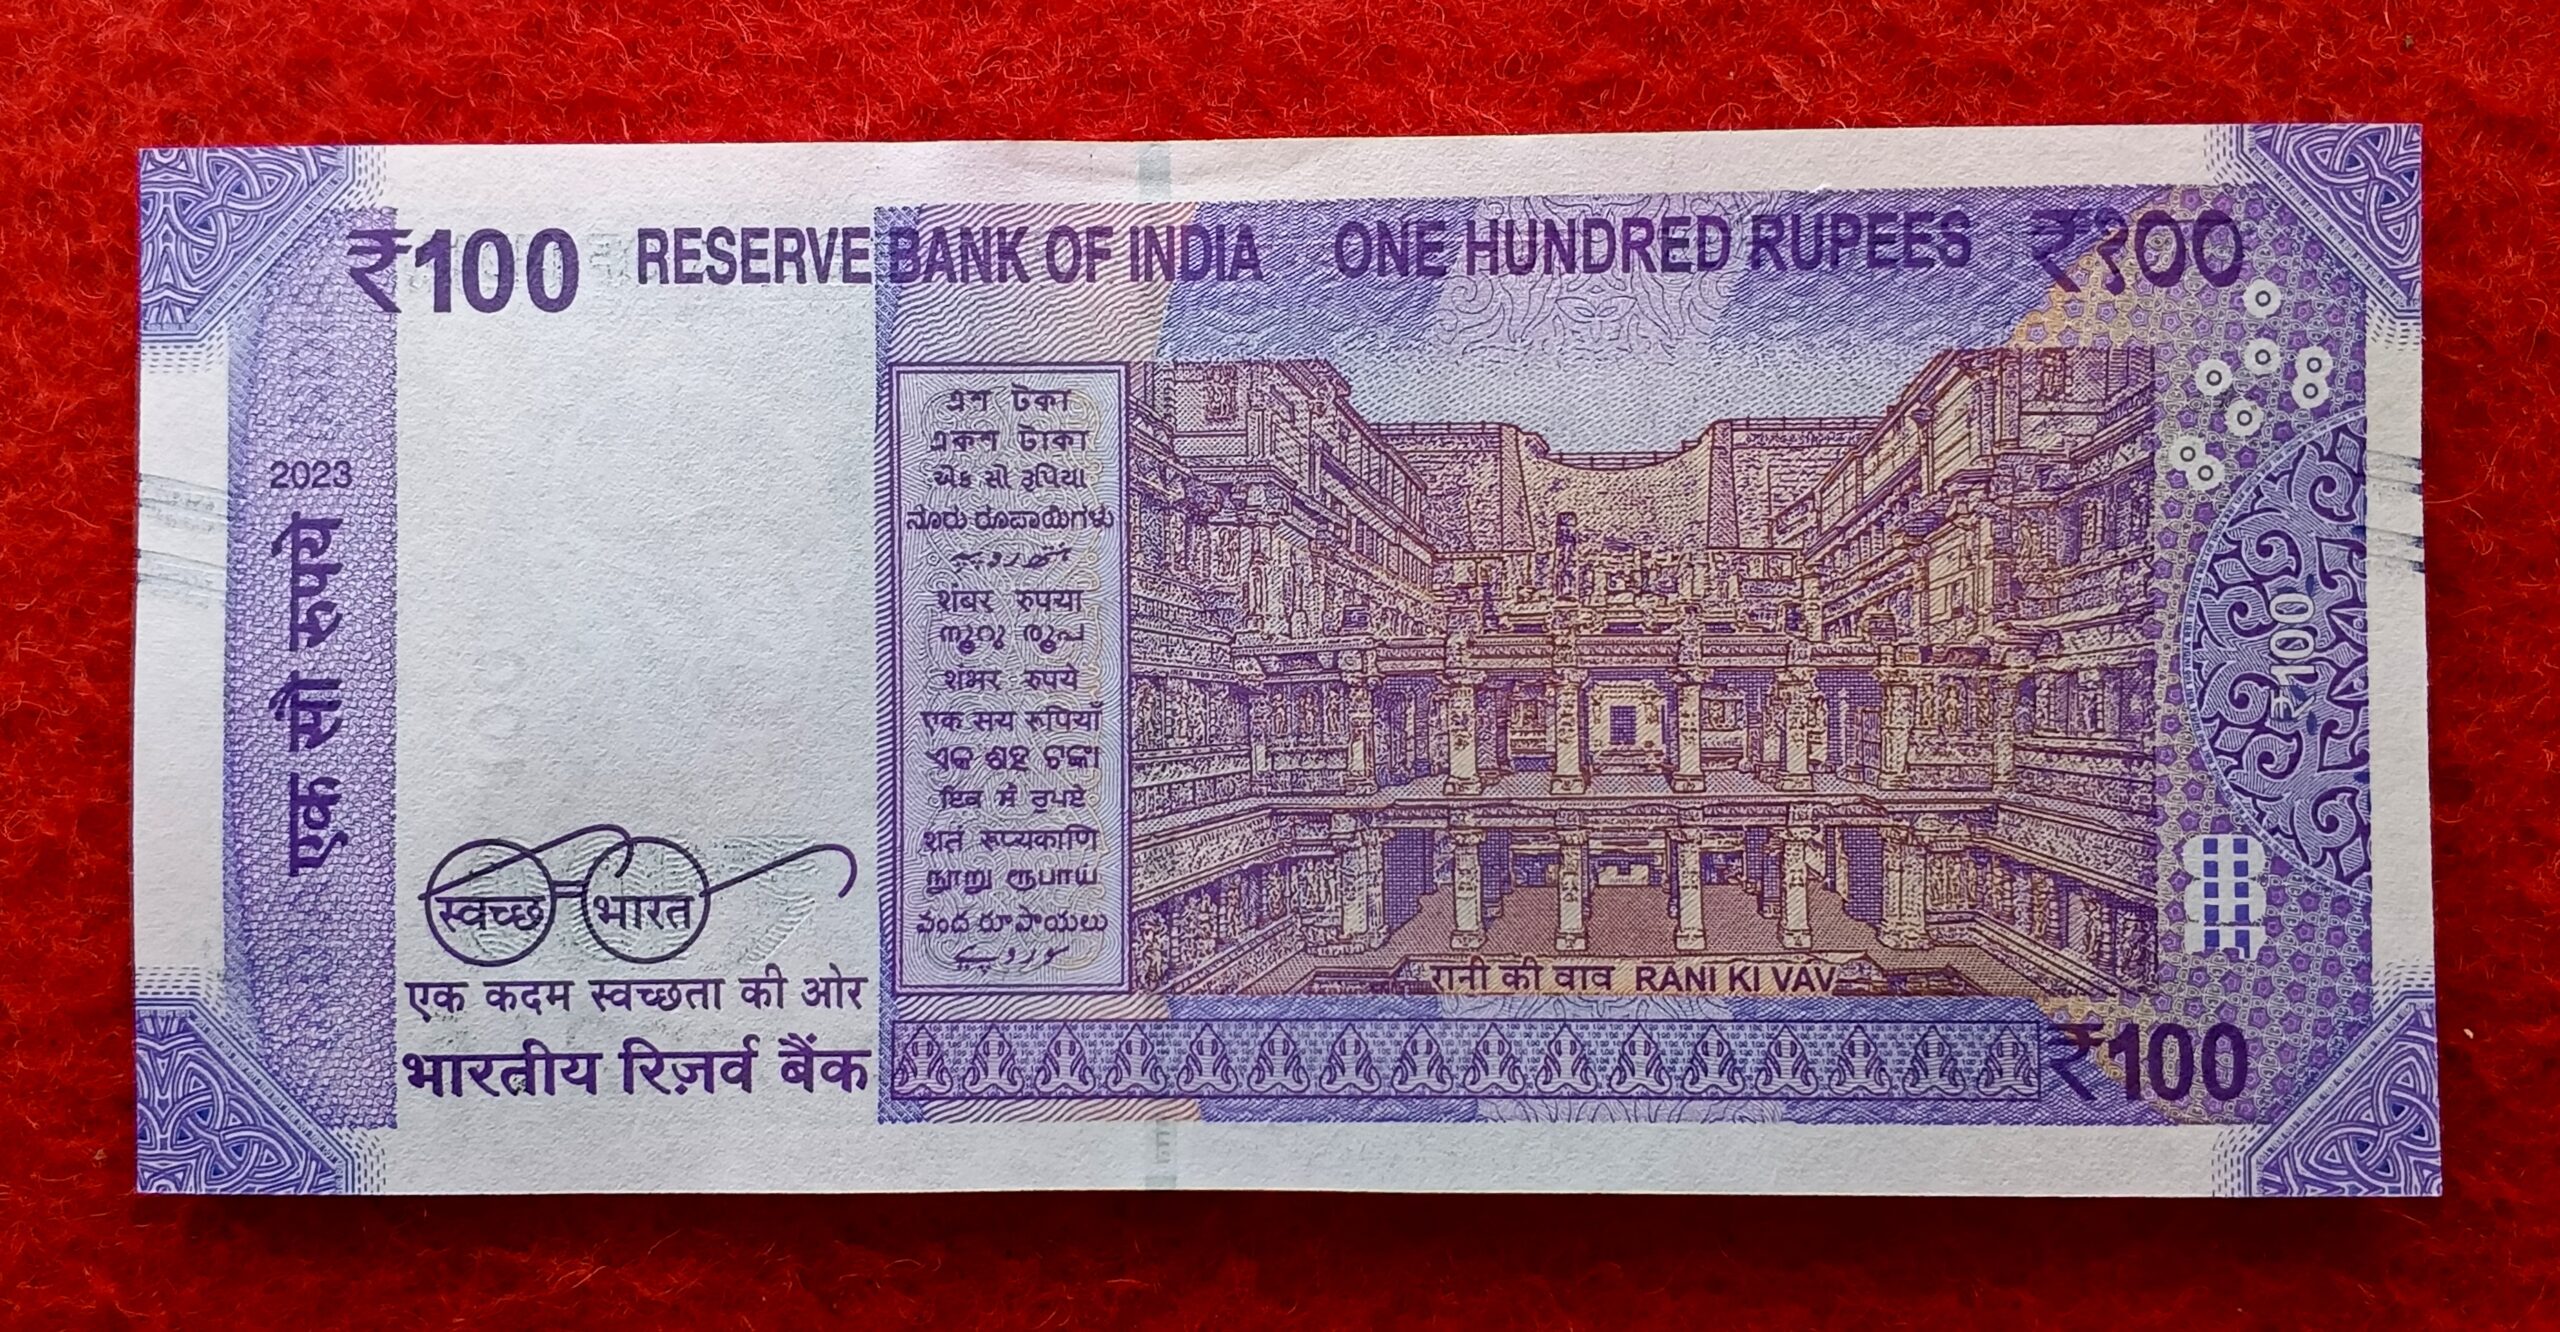 ₹100 RESERVE BANK OF INDIA ONE HUNDRED RUPEES ₹१००
2023
एक सौ रुपये
এশ টকা
একশ টাকা
એક સો રૂપિયા
ನೂರು ರೂಪಾಯಿಗಳು
शंबर रुपया
നൂറു രൂപ
शंभर रुपये
एक सय रूपियाँ
ଏକ ଶହ ଟଙ୍କା
ਇਕ ਸੌ ਰੁਪਏ
शतं रूप्यकाणि
நூறு ரூபாய்
వంద రూపాయలు
₹100
स्वच्छ भारत
एक कदम स्वच्छता की ओर
भारतीय रिज़र्व बैंक
रानी की वाव RANI KI VAV
₹100